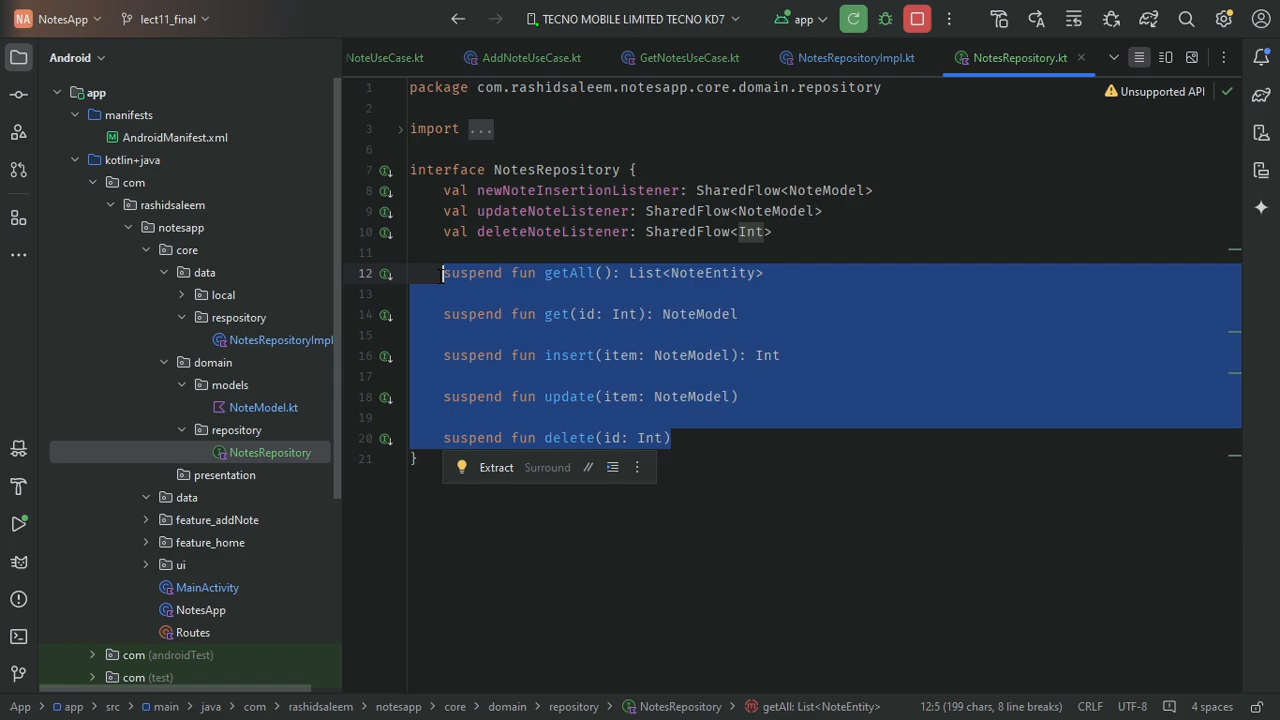 NA NotesApp lect11_final TECNO MOBILE LIMITED TECNO KD7 app
Android
NoteUseCase.kt AddNoteUseCase.kt GetNotesUseCase.kt NotesRepositoryImpl.kt NotesRepository.kt
app
manifests
AndroidManifest.xml
kotlin+java
com
rashidsaleem
notesapp
core
data
local
respository
NotesRepositoryImpl
domain
models
NoteModel.kt
repository
NotesRepository
presentation
data
feature_addNote
feature_home
ui
MainActivity
NotesApp
Routes
com (androidTest)
com (test)
Unsupported API
1 package com.rashidsaleem.notesapp.core.domain.repository
2
3 import ...
6
7 interface NotesRepository {
8 val newNoteInsertionListener: SharedFlow<NoteModel>
9 val updateNoteListener: SharedFlow<NoteModel>
10 val deleteNoteListener: SharedFlow<Int>
11
12 suspend fun getAll(): List<NoteEntity>
13
14 suspend fun get(id: Int): NoteModel
15
16 suspend fun insert(item: NoteModel): Int
17
18 suspend fun update(item: NoteModel)
19
20 suspend fun delete(id: Int)
21 }
Extract Surround //
App app src main java com rashidsaleem notesapp core domain repository NotesRepository getAll: List<NoteEntity> 12:5 (199 chars, 8 line breaks) CRLF UTF-8 4 spaces